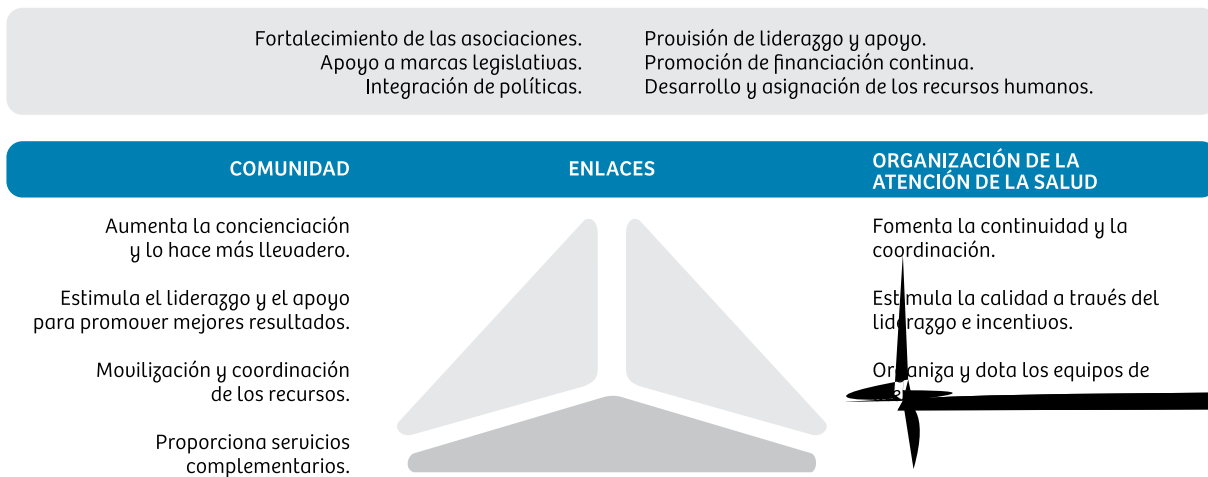 Fortalecimiento de las asociaciones.
Apoyo a marcas legislativas.
Integración de políticas.
Provisión de liderazgo y apoyo.
Promoción de financiación continua.
Desarrollo y asignación de los recursos humanos.
COMUNIDAD
ENLACES
ORGANIZACIÓN DE LA
ATENCIÓN DE LA SALUD
Aumenta la concienciación
y lo hace más llevadero.
Estimula el liderazgo y el apoyo
para promover mejores resultados.
Movilización y coordinación
de los recursos.
Proporciona servicios
complementarios.
Fomenta la continuidad y la
coordinación.
Estimula la calidad a través del
liderazgo e incentivos.
Organiza y dota los equipos de